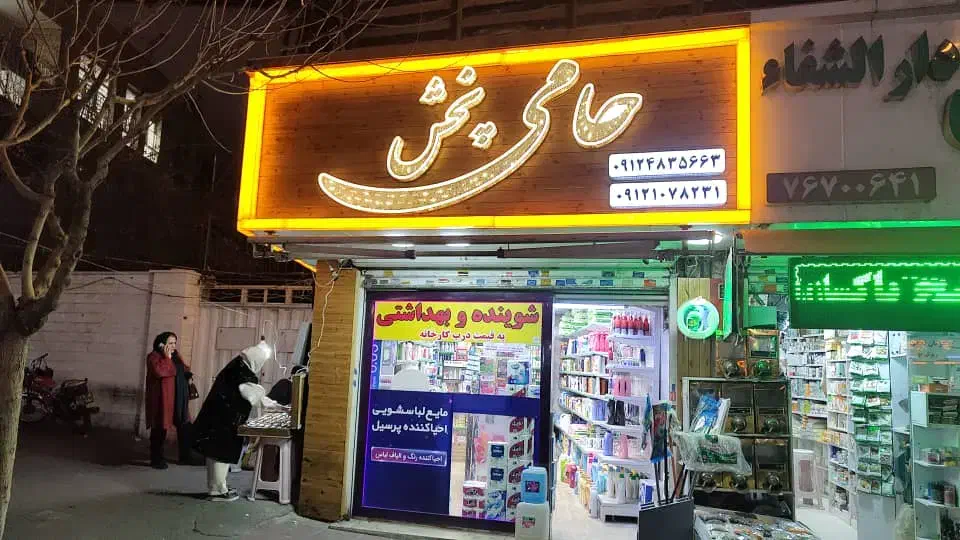 حامی پخش
۰۹۱۲۴۸۳۵۶۶۳
۰۹۱۲۱۰۷۸۲۳۱
دار الشفاء
۷۶۷۰۰۶۴۱
شوینده و بهداشتی
به قیمت درب کارخانه
مایع لباسشویی
احیاکننده پرسیل
احیاکننده رنگ و الیاف لباس